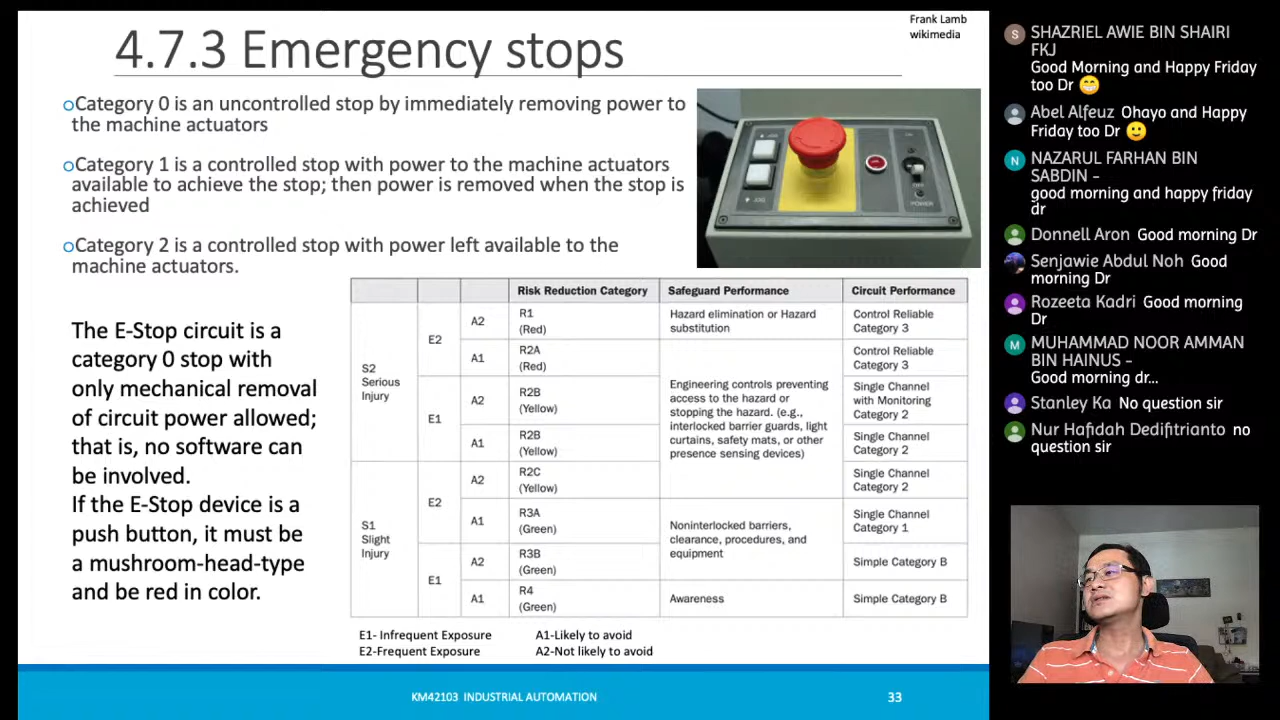 Frank Lamb
wikimedia
4.7.3 Emergency stops
oCategory 0 is an uncontrolled stop by immediately removing power to
the machine actuators
oCategory 1 is a controlled stop with power to the machine actuators
available to achieve the stop; then power is removed when the stop is
achieved
oCategory 2 is a controlled stop with power left available to the
machine actuators.
The E-Stop circuit is a
category 0 stop with
only mechanical removal
of circuit power allowed;
that is, no software can
be involved.
If the E-Stop device is a
push button, it must be
a mushroom-head-type
and be red in color.
JOG
JOG
POWER
Risk Reduction Category Safeguard Performance Circuit Performance
S2
Serious
Injury
E2
A2
R1
(Red)
Hazard elimination or Hazard
substitution
Control Reliable
Category 3
A1
R2A
(Red)
Engineering controls preventing
access to the hazard or
stopping the hazard. (e.g.,
interlocked barrier guards, light
curtains, safety mats, or other
presence sensing devices)
Control Reliable
Category 3
E1
A2
R2B
(Yellow)
Single Channel
with Monitoring
Category 2
A1
R2B
(Yellow)
Single Channel
Category 2
S1
Slight
Injury
E2
A2
R2C
(Yellow)
Single Channel
Category 2
A1
R3A
(Green)
Noninterlocked barriers,
clearance, procedures, and
equipment
Single Channel
Category 1
E1
A2
R3B
(Green)
Simple Category B
A1
R4
(Green)
Awareness
Simple Category B
E1- Infrequent Exposure A1-Likely to avoid
E2-Frequent Exposure A2-Not likely to avoid
KM42103 INDUSTRIAL AUTOMATION 33
S SHAZRIEL AWIE BIN SHAIRI
FKJ
Good Morning and Happy Friday
too Dr 😁
Abel Alfeuz Ohayo and Happy
Friday too Dr 🙂
N NAZARUL FARHAN BIN
SABDIN -
good morning and happy friday
dr
Donnell Aron Good morning Dr
Senjawie Abdul Noh Good
morning Dr
Rozeeta Kadri Good morning
Dr
M MUHAMMAD NOOR AMMAN
BIN HAINUS -
Good morning dr...
Stanley Ka No question sir
Nur Hafidah Dedifitrianto no
question sir